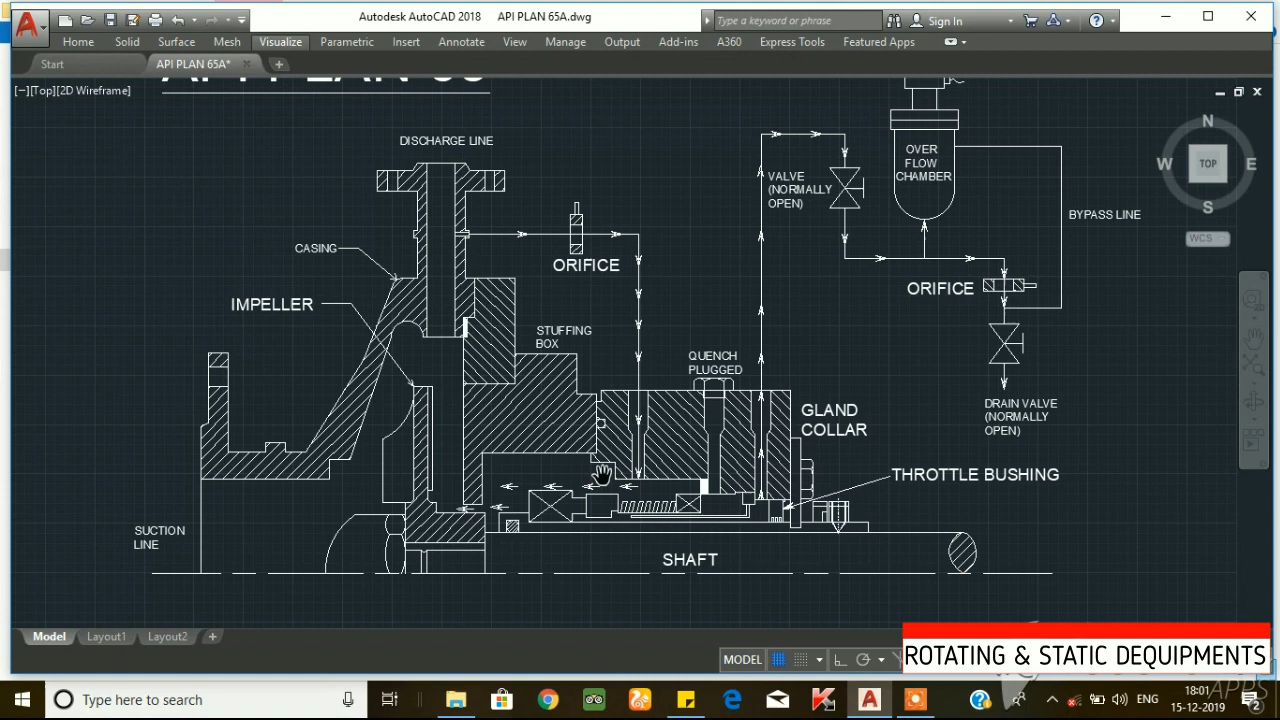 Autodesk AutoCAD 2018 API PLAN 65A.dwg
Type a keyword or phrase
Sign In
Home Solid Surface Mesh Visualize Parametric Insert Annotate View Manage Output Add-ins A360 Express Tools Featured Apps
Start
API PLAN 65A*
[−][Top][2D Wireframe]
N
W
TOP
E
S
WCS
DISCHARGE LINE
CASING
IMPELLER
ORIFICE
STUFFING
BOX
QUENCH
PLUGGED
VALVE
(NORMALLY
OPEN)
OVER
FLOW
CHAMBER
BYPASS LINE
ORIFICE
DRAIN VALVE
(NORMALLY
OPEN)
GLAND
COLLAR
THROTTLE BUSHING
SUCTION
LINE
SHAFT
Model Layout1 Layout2
MODEL
ROTATING & STATIC DEQUIPMENTS
Type here to search
ENG
18:01
15-12-2019
2